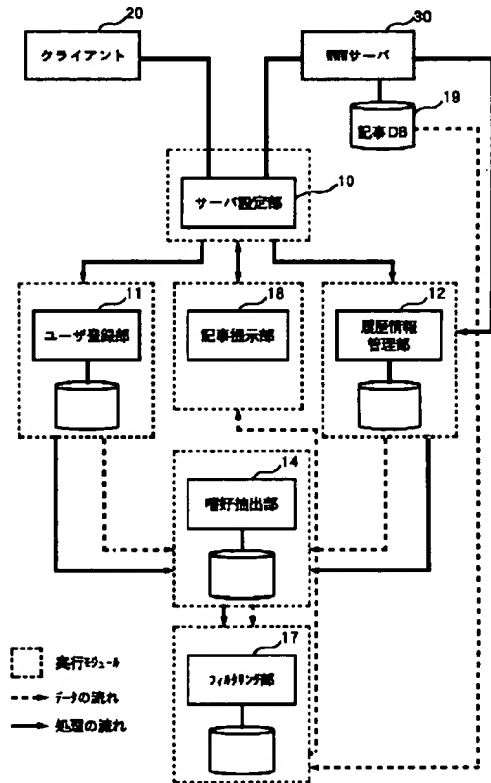 20
クライアント
30
WWWサーバ
19
記事DB
10
サーバ設定部
11
ユーザ登録部
18
記事提示部
12
履歴情報
管理部
14
嗜好抽出部
17
フィルタリング部
実行モジュール
データの流れ
処理の流れ